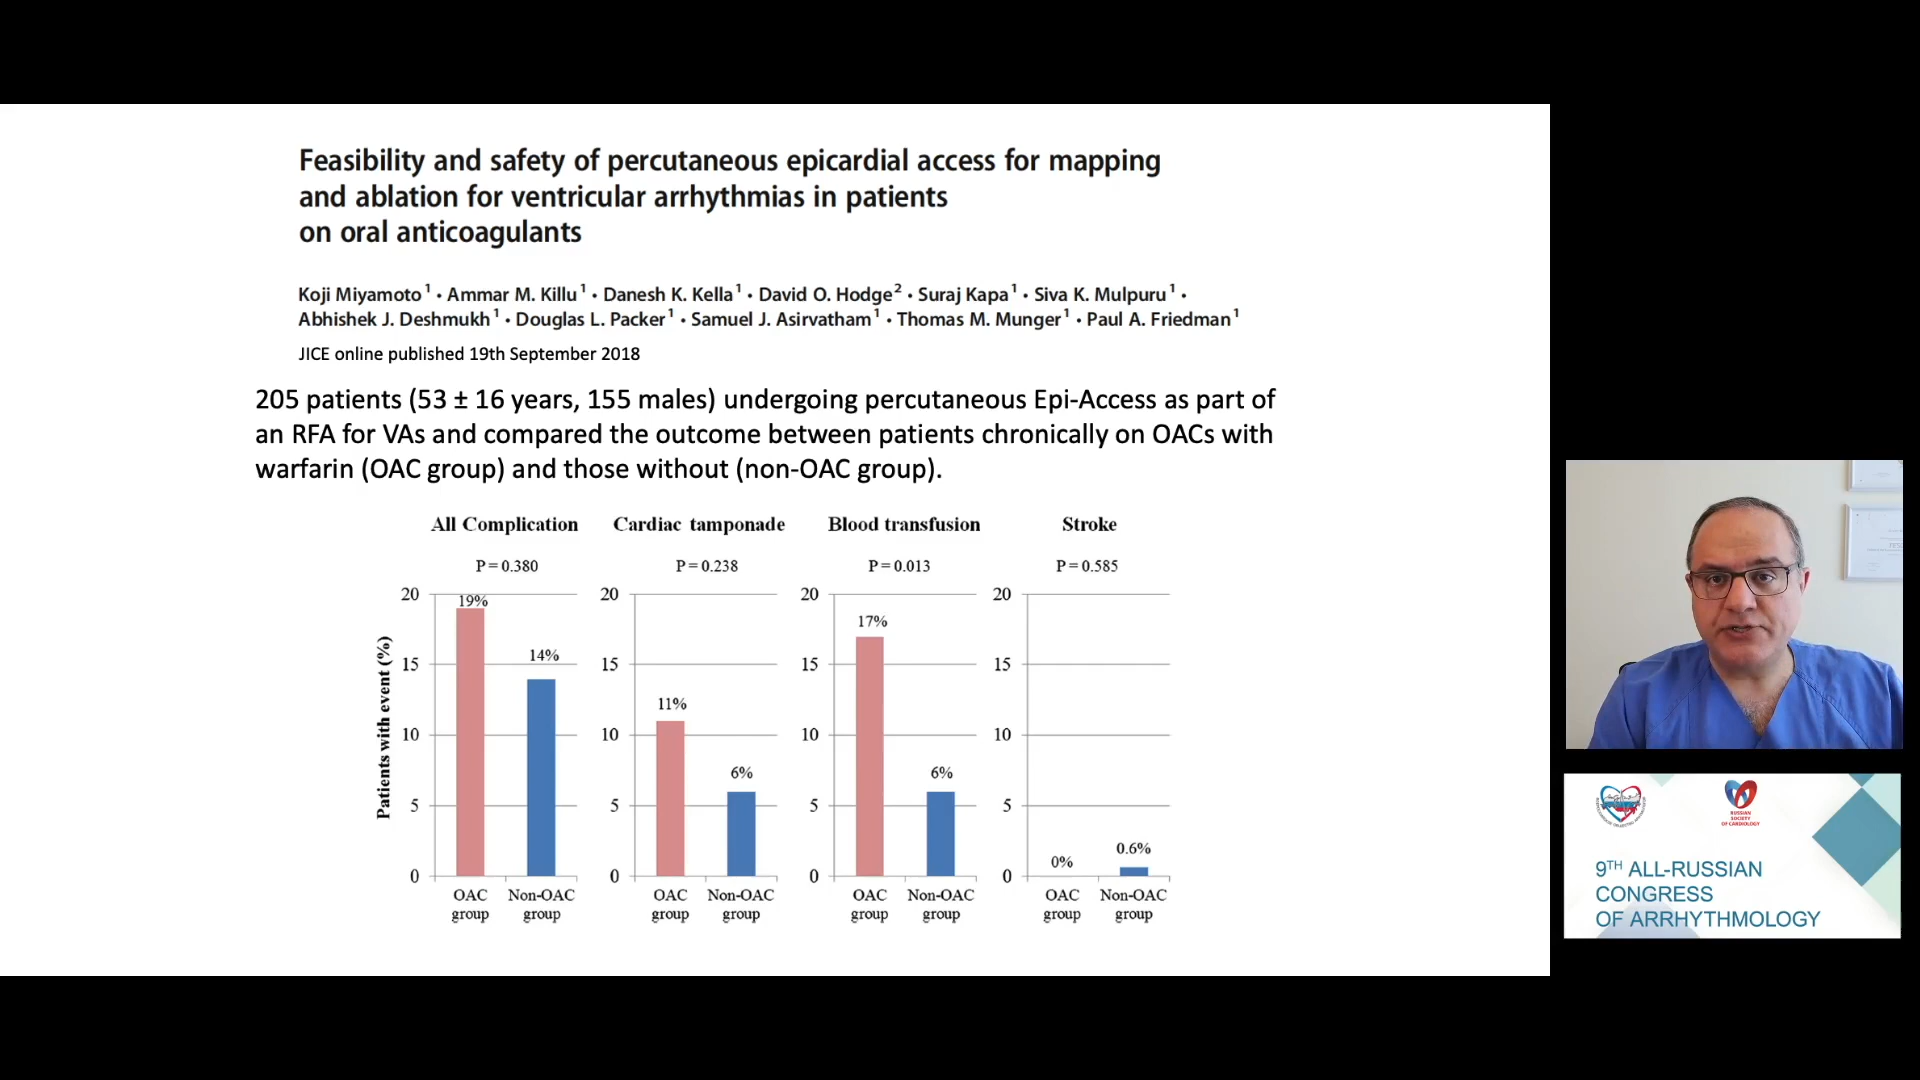 Feasibility and safety of percutaneous epicardial access for mapping
and ablation for ventricular arrhythmias in patients
on oral anticoagulants
Koji Miyamoto 1 • Ammar M. Killu 1 • Danesh K. Kella 1 • David O. Hodge 2 • Suraj Kapa 1 • Siva K. Mulpuru 1 •
Abhishek J. Deshmukh 1 • Douglas L. Packer 1 • Samuel J. Asirvatham 1 • Thomas M. Munger 1 • Paul A. Friedman 1
JICE online published 19th September 2018
205 patients (53 ± 16 years, 155 males) undergoing percutaneous Epi-Access as part of
an RFA for VAs and compared the outcome between patients chronically on OACs with
warfarin (OAC group) and those without (non-OAC group).
All Complication
P = 0.380
Patients with event (%)
20
15
10
5
0
19%
14%
OAC group
Non-OAC group
Cardiac tamponade
P = 0.238
20
15
10
5
0
11%
6%
OAC group
Non-OAC group
Blood transfusion
P = 0.013
20
15
10
5
0
17%
6%
OAC group
Non-OAC group
Stroke
P = 0.585
20
15
10
5
0
0%
0.6%
OAC group
Non-OAC group
RUSSIAN
SOCIETY
OF CARDIOLOGY
9TH ALL-RUSSIAN
CONGRESS
OF ARRHYTHMOLOGY